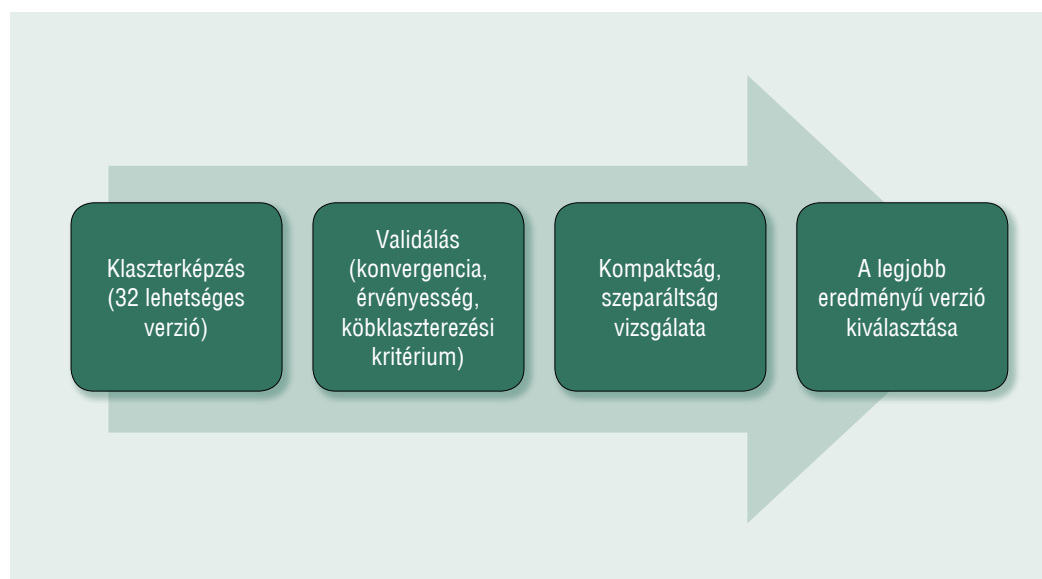 Klaszterképzés
(32 lehetséges
verzió)
Validálás
(konvergencia,
érvényesség,
köbklaszterezési
kritérium)
Kompaktság,
szeparáltság
vizsgálata
A legjobb
eredményű verzió
kiválasztása